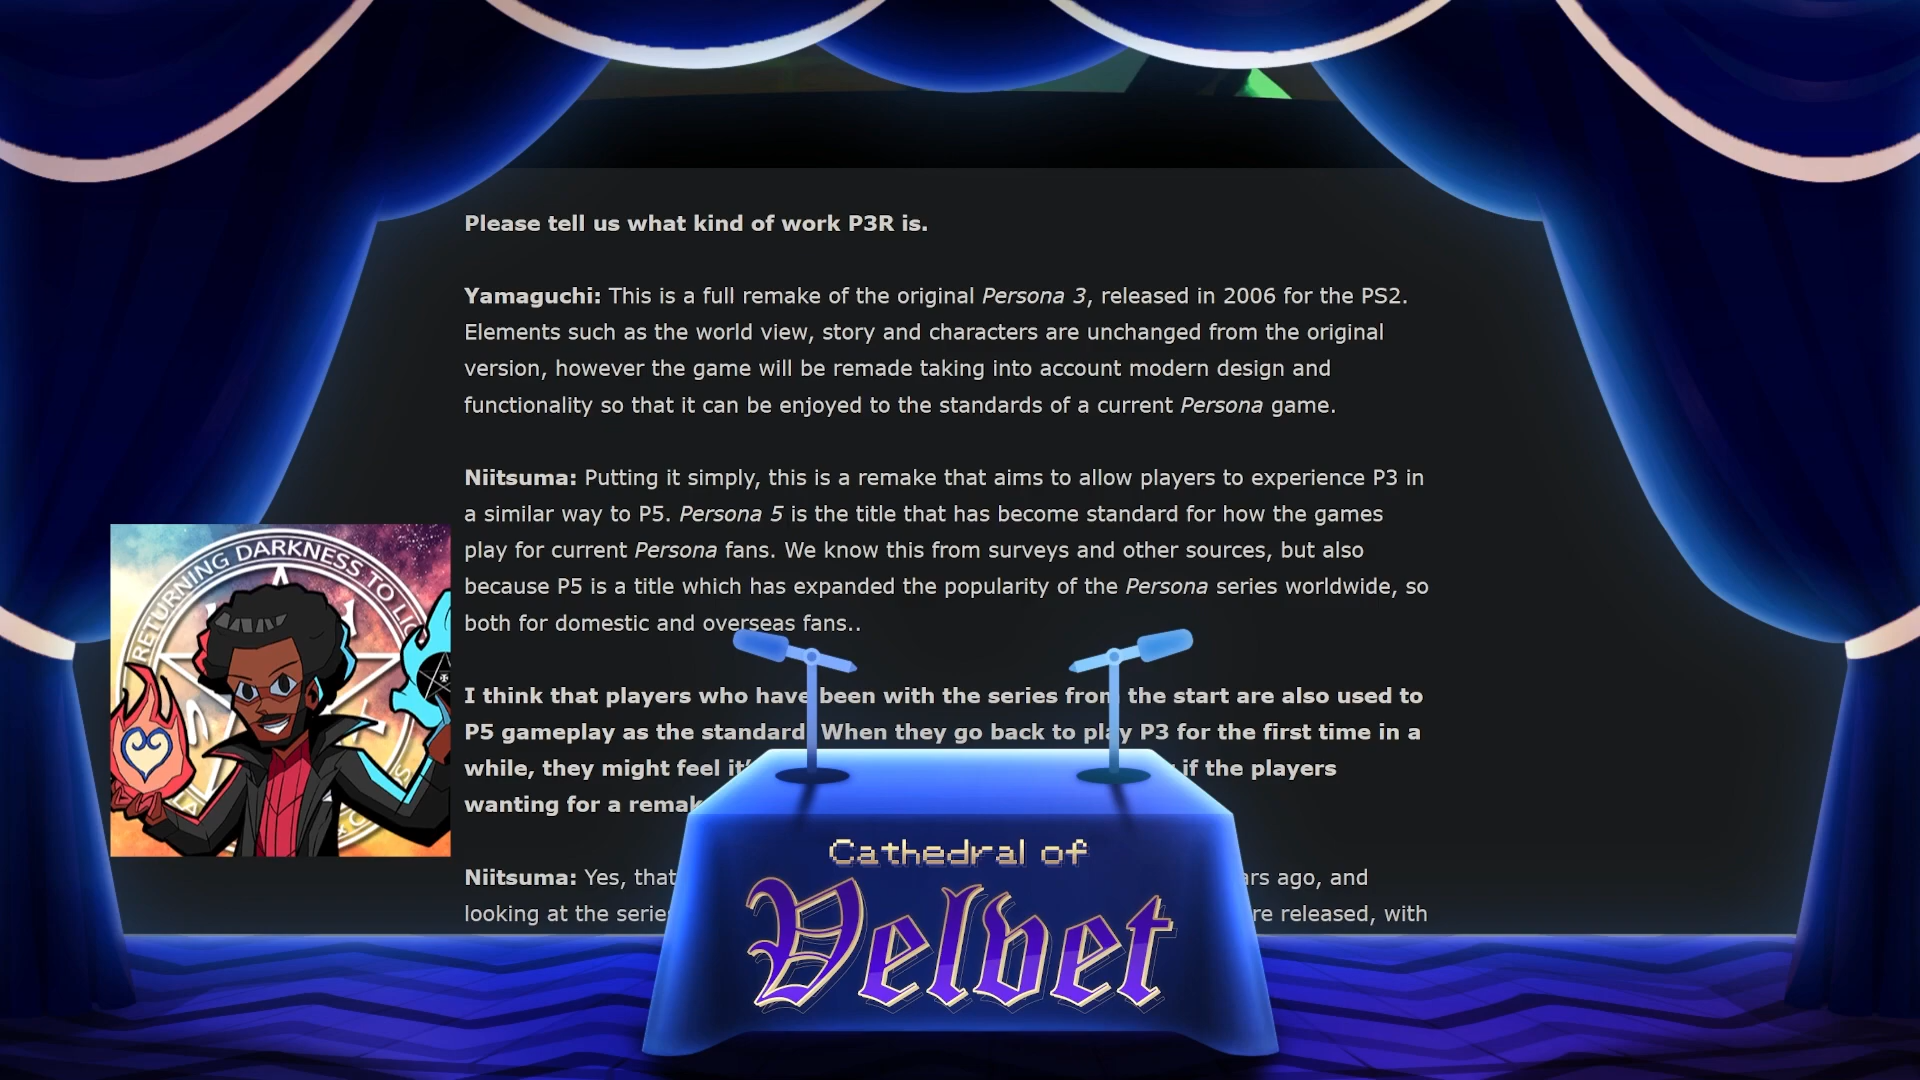 Please tell us what kind of work P3R is.
Yamaguchi: This is a full remake of the original Persona 3, released in 2006 for the PS2.
Elements such as the world view, story and characters are unchanged from the original
version, however the game will be remade taking into account modern design and
functionality so that it can be enjoyed to the standards of a current Persona game.
Niitsuma: Putting it simply, this is a remake that aims to allow players to experience P3 in
a similar way to P5. Persona 5 is the title that has become standard for how the games
play for current Persona fans. We know this from surveys and other sources, but also
because P5 is a title which has expanded the popularity of the Persona series worldwide, so
both for domestic and overseas fans..
RETURNING DARKNESS TO
I think that players who have been with the series from the start are also used to
P5 gameplay as the standard. When they go back to play P3 for the first time in a
while, they might feel if the players
wanting for a
Niitsuma: Yes, that ago, and
looking at the released, with
Cathedral of
Velvet